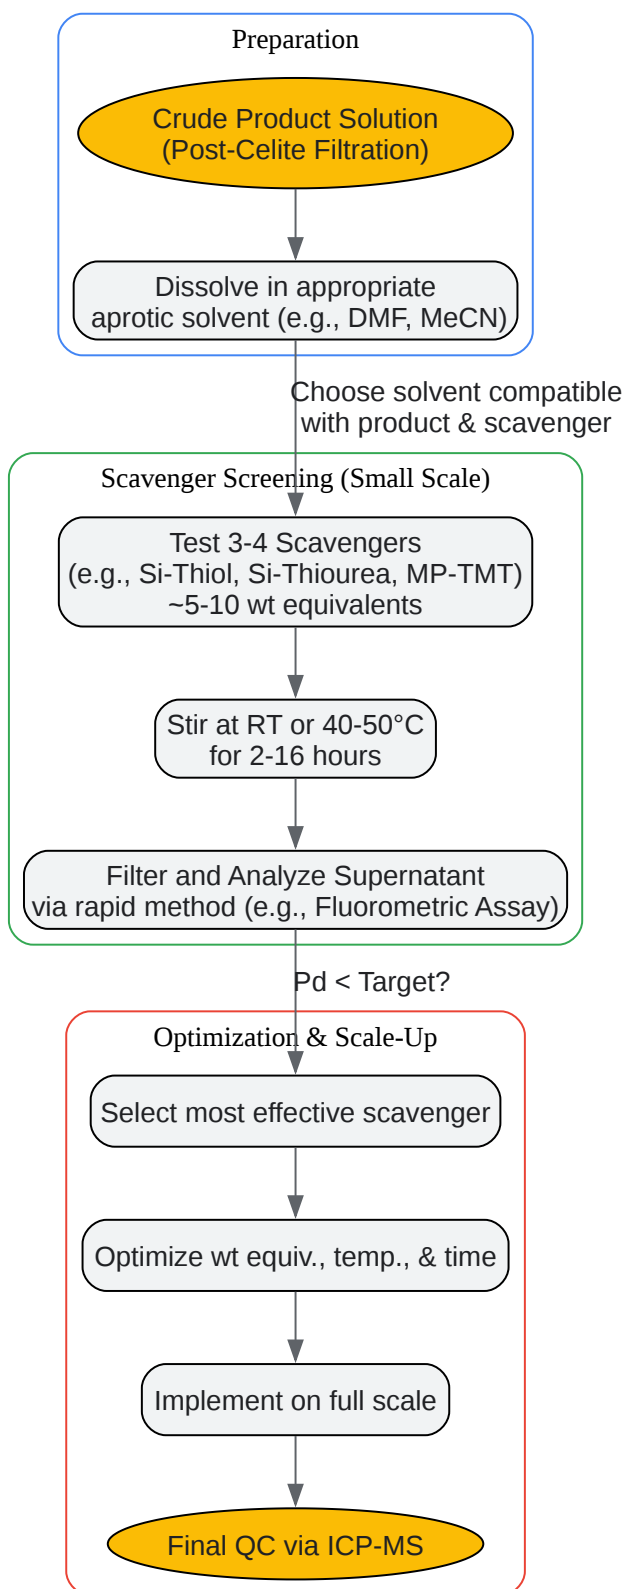 Preparation
Crude Product Solution
(Post-Celite Filtration)
Dissolve in appropriate
aprotic solvent (e.g., DMF, MeCN)
Choose solvent compatible
with product & scavenger
Scavenger Screening (Small Scale)
Test 3-4 Scavengers
(e.g., Si-Thiol, Si-Thiourea, MP-TMT)
~5-10 wt equivalents
Stir at RT or 40-50°C
for 2-16 hours
Filter and Analyze Supernatant
via rapid method (e.g., Fluorometric Assay)
Pd < Target?
Optimization & Scale-Up
Select most effective scavenger
Optimize wt equiv., temp., & time
Implement on full scale
Final QC via ICP-MS